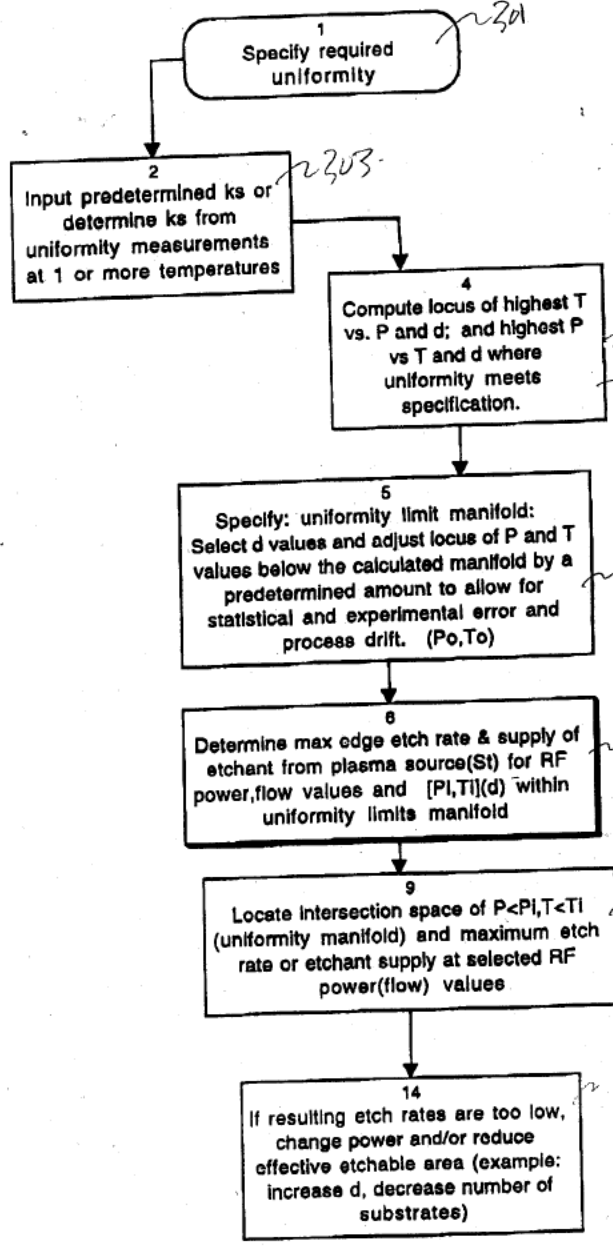 1
Specify required
uniformity
301
2
Input predetermined ks or
determine ks from
uniformity measurements
at 1 or more temperatures
303.
4
Compute locus of highest T
vs. P and d; and highest P
vs T and d where
uniformity meets
specification.
5
Specify: uniformity limit manifold:
Select d values and adjust locus of P and T
values below the calculated manifold by a
predetermined amount to allow for
statistical and experimental error and
process drift. (Po,To)
6
Determine max edge etch rate & supply of
etchant from plasma source(St) for RF
power,flow values and [Pi,Ti](d) within
uniformity limits manifold
9
Locate intersection space of P<Pi,T<Ti
(uniformity manifold) and maximum etch
rate or etchant supply at selected RF
power(flow) values
14
If resulting etch rates are too low,
change power and/or reduce
effective etchable area (example:
increase d, decrease number of
substrates)